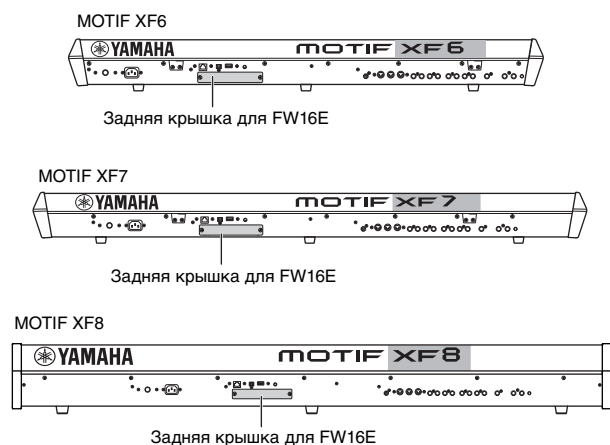 MOTIF XF6
YAMAHA MOTIF XF6
Задняя крышка для FW16E
MOTIF XF7
YAMAHA MOTIF XF7
Задняя крышка для FW16E
MOTIF XF8
YAMAHA MOTIF XF8
Задняя крышка для FW16E